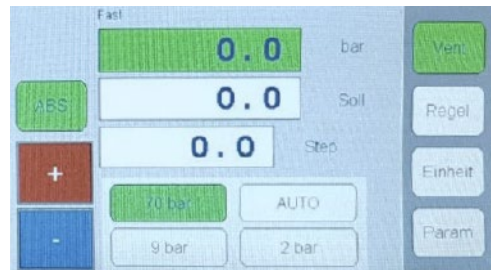 Fast
0.0 bar Vent
ABS 0.0 Soll Regel
0.0 Step
+ Einheit
70 bar AUTO
- 9 bar 2 bar Param